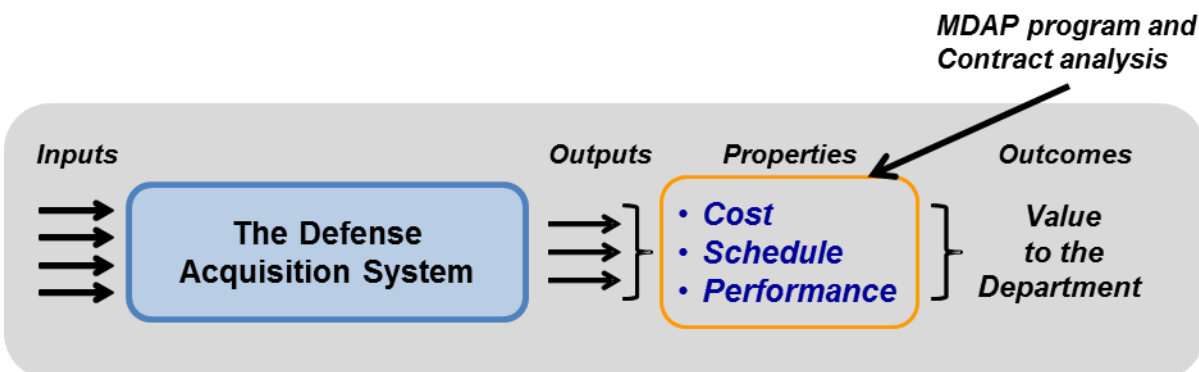 MDAP program and
Contract analysis
Inputs
Outputs
Properties
Outcomes
The Defense
Acquisition System
• Cost
• Schedule
• Performance
Value
to the
Department